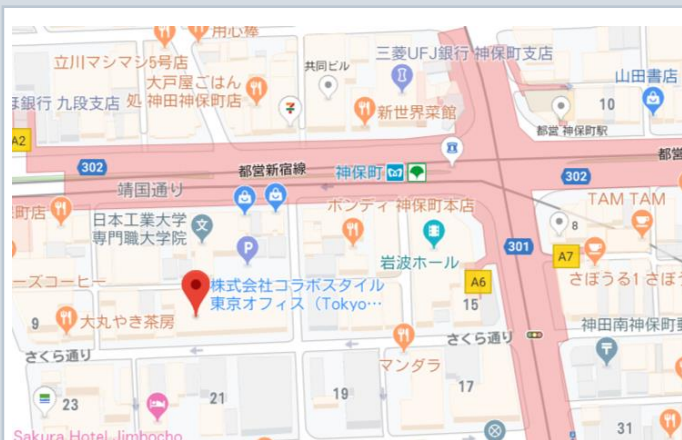 用心棒
立川マシマシ5号店
共同ビル
三菱UFJ銀行 神保町支店
大戸屋ごはん
処 神田神保町店
山田書店
ま銀行 九段支店
新世界菜館
10
都営 神保町駅
A2
302
都営新宿線
神保町
302
都営
靖国通り
町店
日本工業大学
専門職大学院
P
ボンディ 神保町本店
岩波ホール
301
8
TAM TAM
A7
さぼうる1 さぼう
ーズコーヒー
株式会社コラボスタイル
東京オフィス（Tokyo…
A6
15
9
大丸やき茶房
さくら通り
さくら通り
神田南神保町郵
マンダラ
23
21
19
17
31
Sakura Hotel Jimbocho